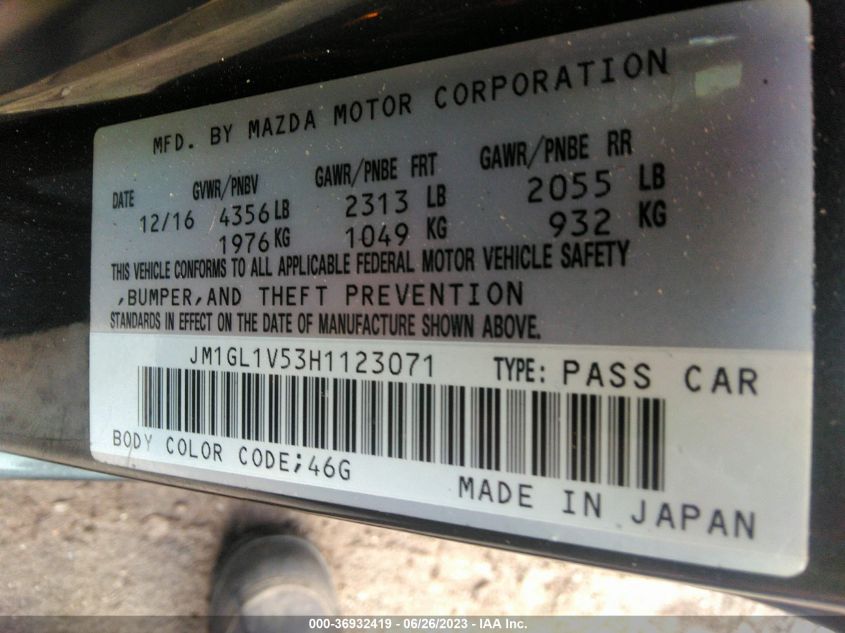 MFD. BY MAZDA MOTOR CORPORATION
DATE GVWR/PNBV GAWR/PNBE FRT GAWR/PNBE RR
12/16 4356 LB 2313 LB 2055 LB
1976 KG 1049 KG 932 KG
THIS VEHICLE CONFORMS TO ALL APPLICABLE FEDERAL MOTOR VEHICLE SAFETY
,BUMPER,AND THEFT PREVENTION
STANDARDS IN EFFECT ON THE DATE OF MANUFACTURE SHOWN ABOVE.
JM1GL1V53H1123071 TYPE: PASS CAR
BODY COLOR CODE;46G
MADE IN JAPAN
000-36932419 - 06/26/2023 - IAA Inc.